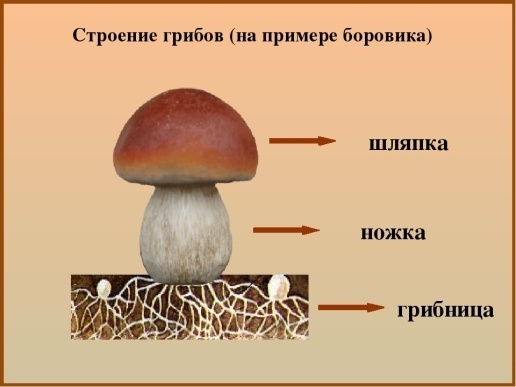 Строение грибов (на примере боровика)
шляпка
ножка
грибница